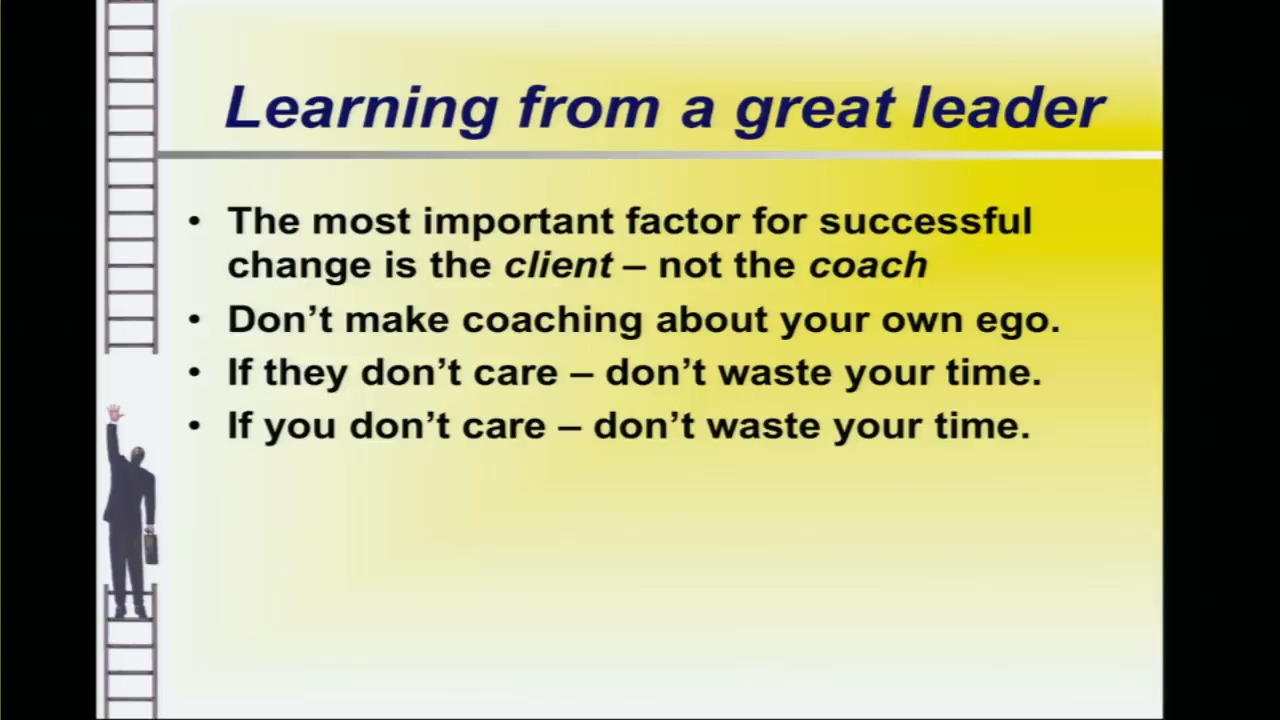 Learning from a great leader
• The most important factor for successful
change is the client – not the coach
• Don’t make coaching about your own ego.
• If they don’t care – don’t waste your time.
• If you don’t care – don’t waste your time.